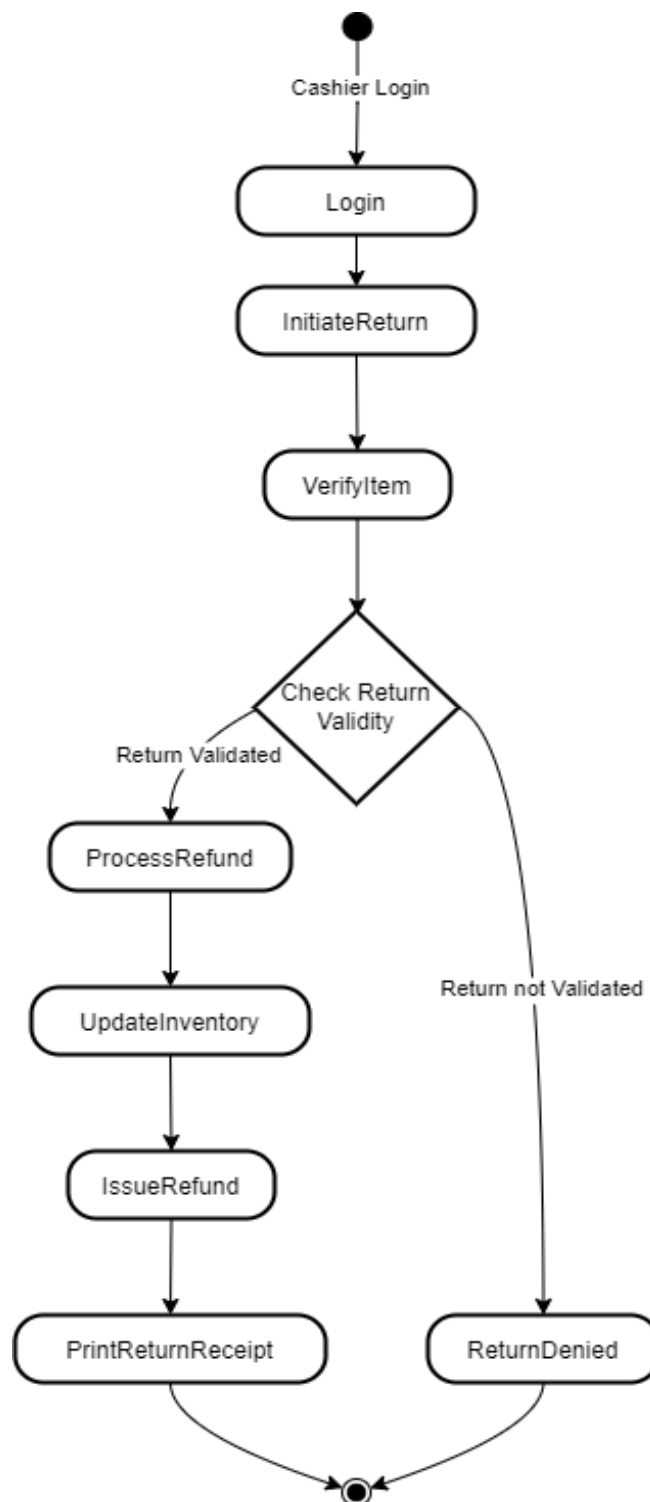 Cashier Login
Login
InitiateReturn
VerifyItem
Check Return
Validity
Return Validated
ProcessRefund
Return not Validated
UpdateInventory
IssueRefund
PrintReturnReceipt
ReturnDenied